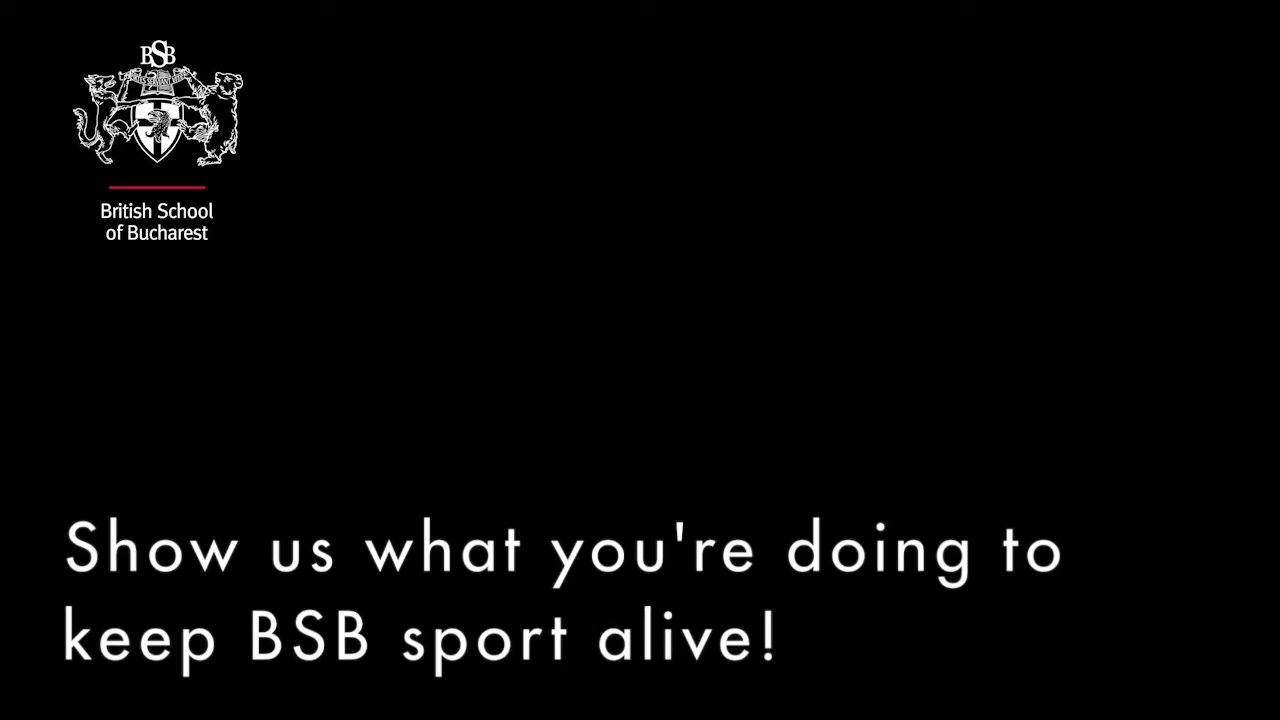 BSB
British School
of Bucharest
Show us what you're doing to
keep BSB sport alive!